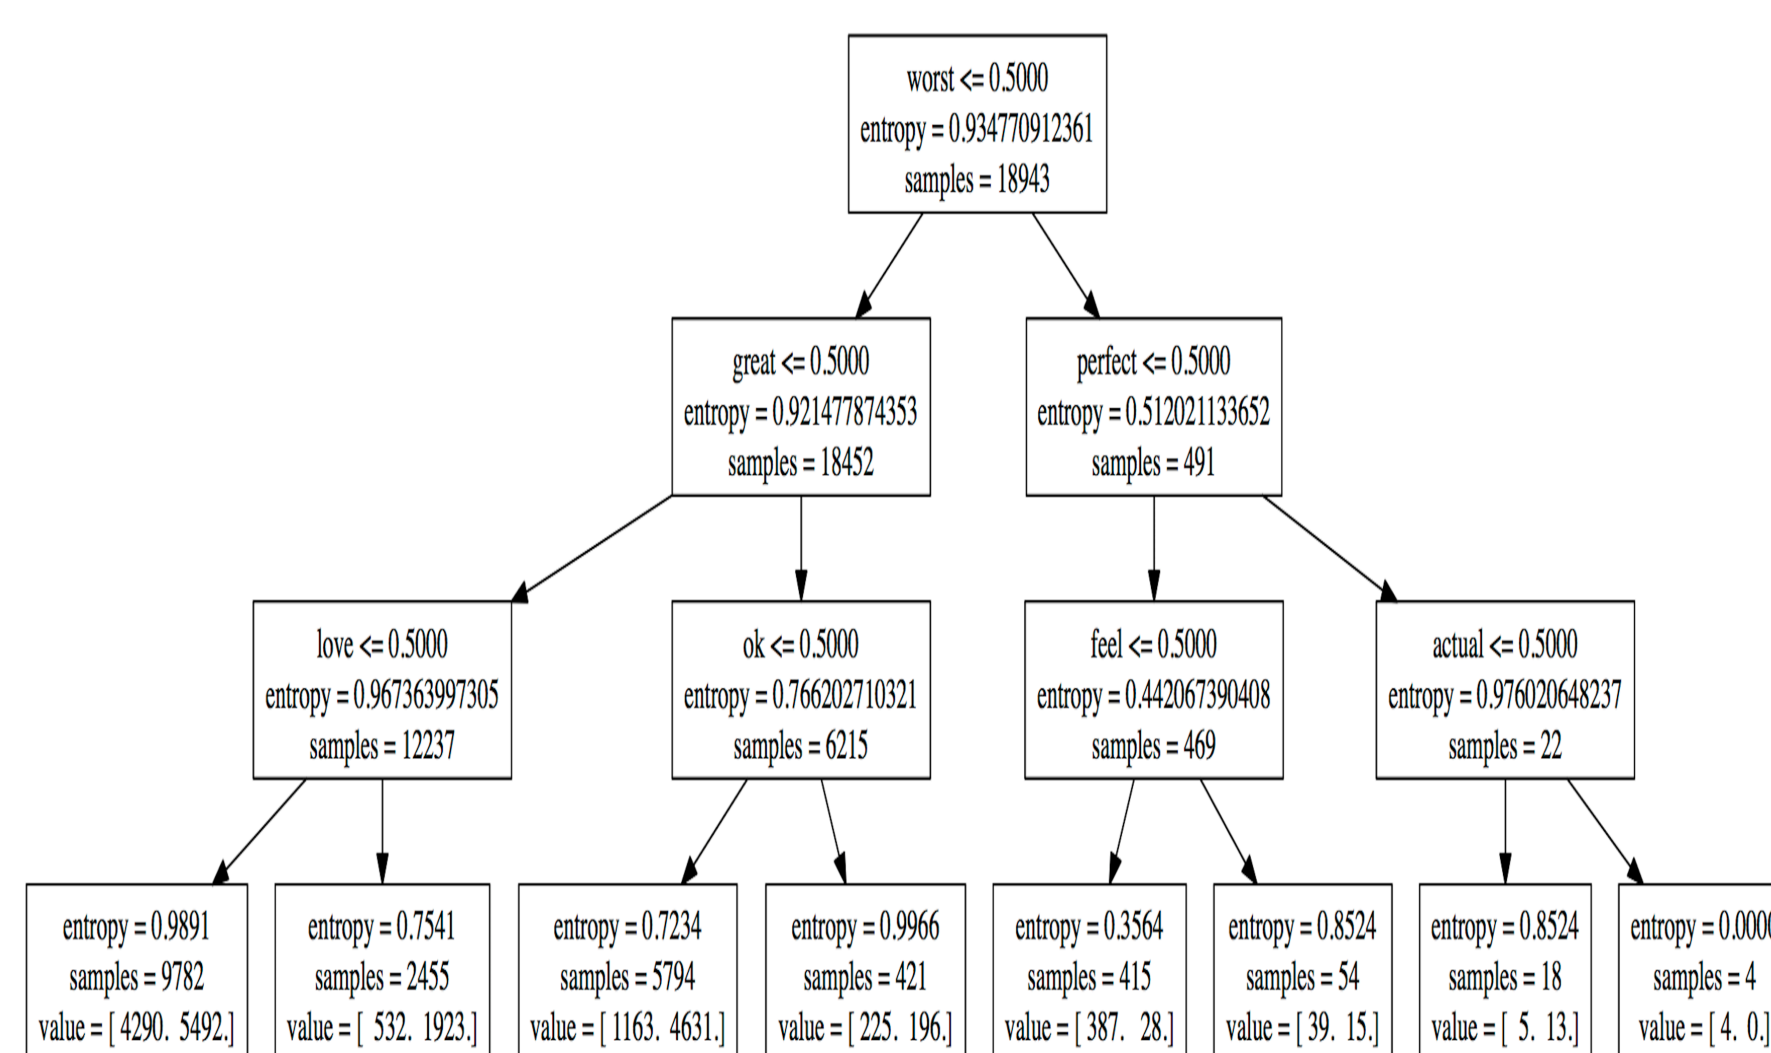 worst <= 0.5000
entropy = 0.934770912361
samples = 18943
great <= 0.5000
entropy = 0.921477874353
samples = 18452
perfect <= 0.5000
entropy = 0.512021133652
samples = 491
love <= 0.5000
entropy = 0.967363997305
samples = 12237
ok <= 0.5000
entropy = 0.766202710321
samples = 6215
feel <= 0.5000
entropy = 0.442067390408
samples = 469
actual <= 0.5000
entropy = 0.976020648237
samples = 22
entropy = 0.9891
samples = 9782
value = [ 4290. 5492.]
entropy = 0.7541
samples = 2455
value = [ 532. 1923.]
entropy = 0.7234
samples = 5794
value = [ 1163. 4631.]
entropy = 0.9966
samples = 421
value = [ 225. 196.]
entropy = 0.3564
samples = 415
value = [ 387. 28.]
entropy = 0.8524
samples = 54
value = [ 39. 15.]
entropy = 0.8524
samples = 18
value = [ 5. 13.]
entropy = 0.0000
samples = 4
value = [ 4. 0.]